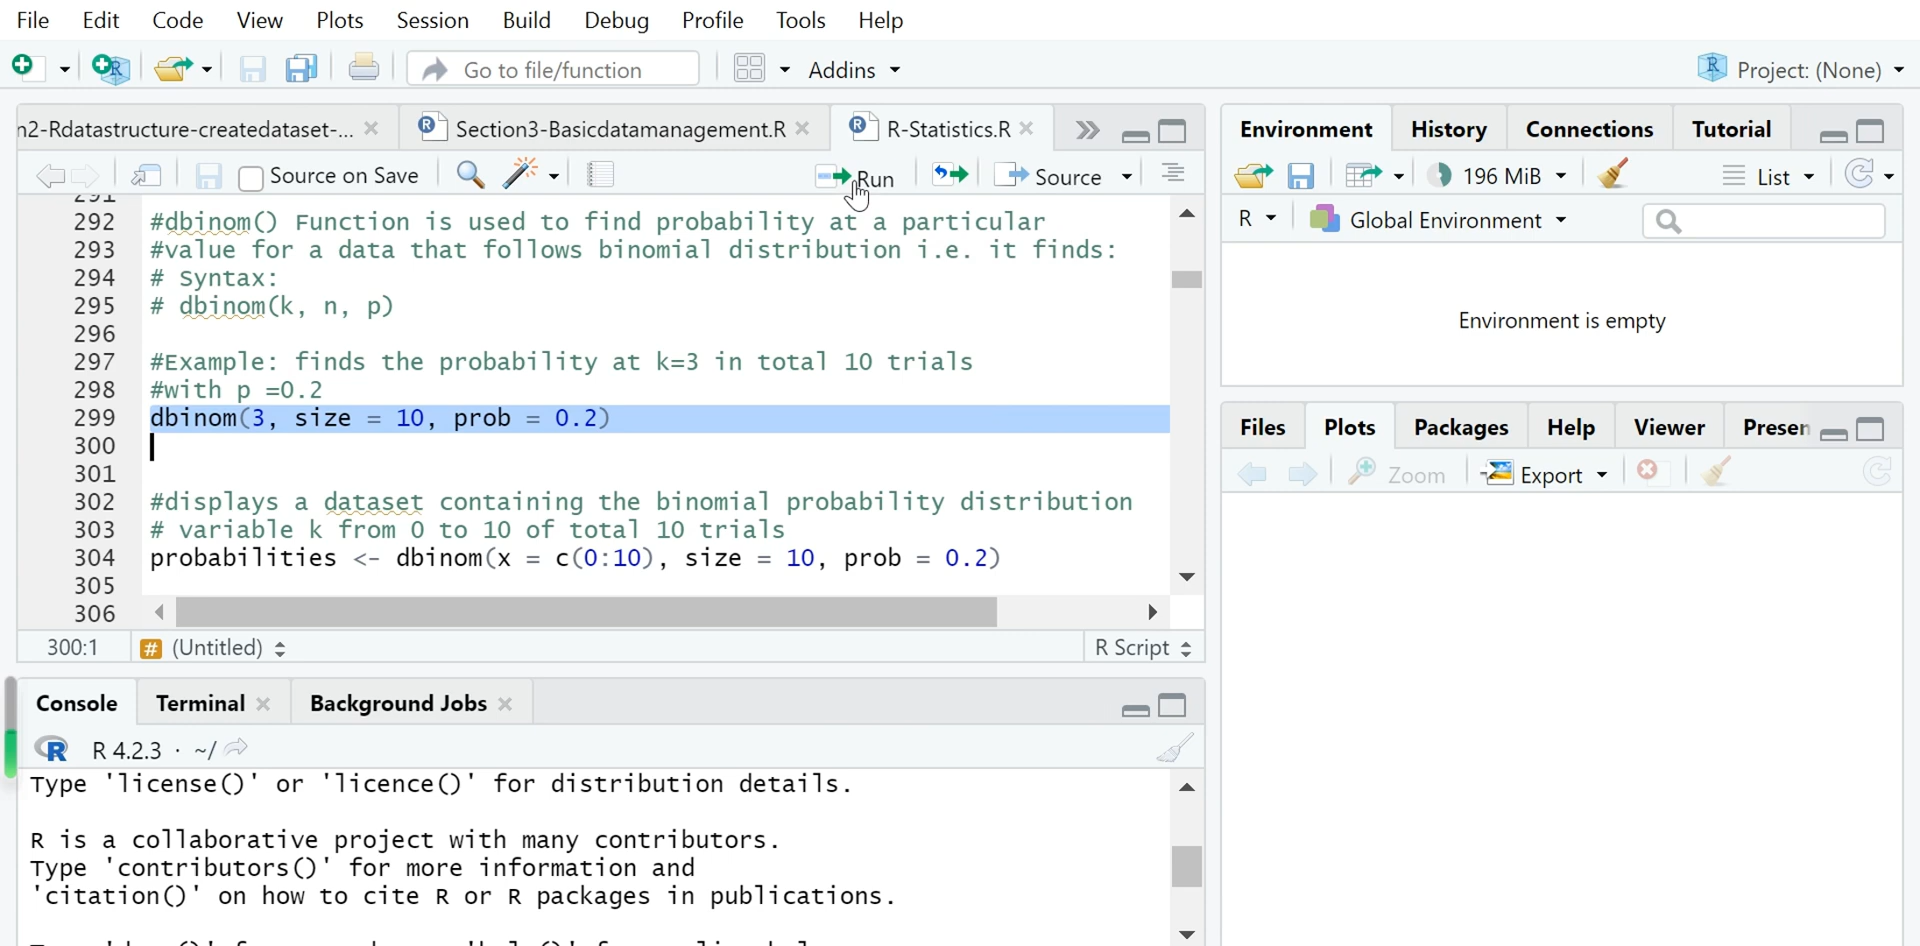 File Edit Code View Plots Session Build Debug Profile Tools Help
Go to file/function Addins Project: (None)
n2-Rdatastructure-createdataset-... Section3-Basicdatamanagement.R R-Statistics.R
Source on Save Run Source
292 #dbinom() Function is used to find probability at a particular
293 #value for a data that follows binomial distribution i.e. it finds:
294 # Syntax:
295 # dbinom(k, n, p)
296
297 #Example: finds the probability at k=3 in total 10 trials
298 #with p =0.2
299 dbinom(3, size = 10, prob = 0.2)
300
301
302 #displays a dataset containing the binomial probability distribution
303 # variable k from 0 to 10 of total 10 trials
304 probabilities <- dbinom(x = c(0:10), size = 10, prob = 0.2)
305
306
300:1 # (Untitled) R Script
Console Terminal Background Jobs
R R 4.2.3 · ~/
Type 'license()' or 'licence()' for distribution details.
R is a collaborative project with many contributors.
Type 'contributors()' for more information and
'citation()' on how to cite R or R packages in publications.
Environment History Connections Tutorial
196 MiB List
R Global Environment
Environment is empty
Files Plots Packages Help Viewer Presen
Zoom Export